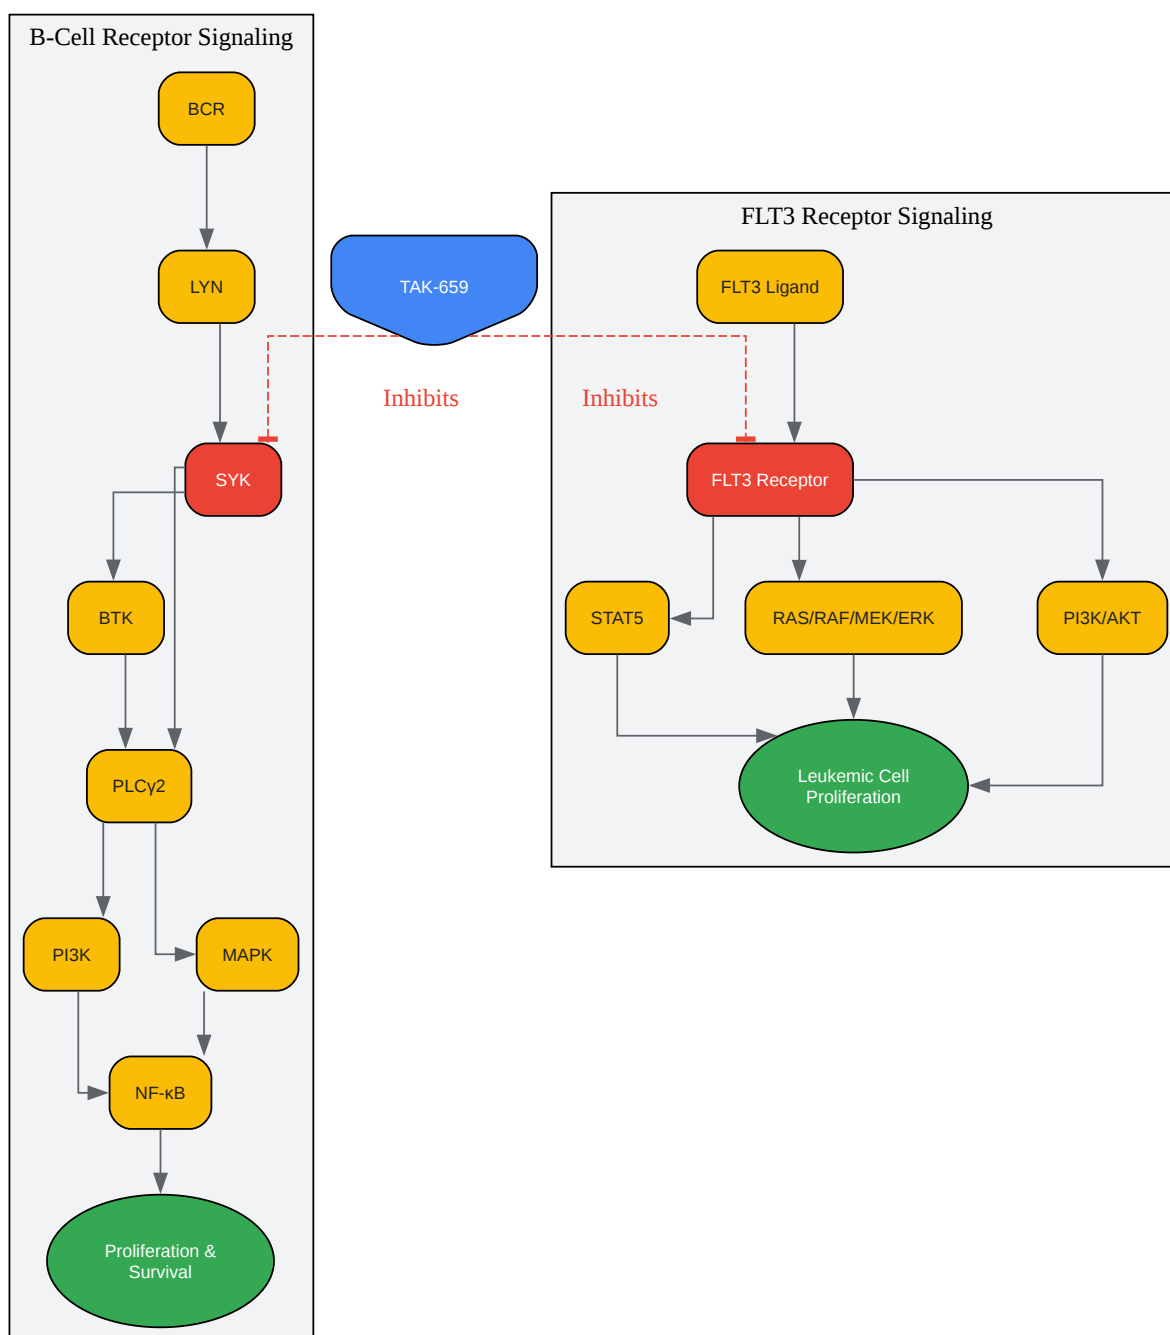 B-Cell Receptor Signaling
BCR
LYN
SYK
BTK
PLCγ2
PI3K
MAPK
NF-κB
Proliferation &
Survival
TAK-659
Inhibits
Inhibits
FLT3 Receptor Signaling
FLT3 Ligand
FLT3 Receptor
STAT5
RAS/RAF/MEK/ERK
PI3K/AKT
Leukemic Cell
Proliferation